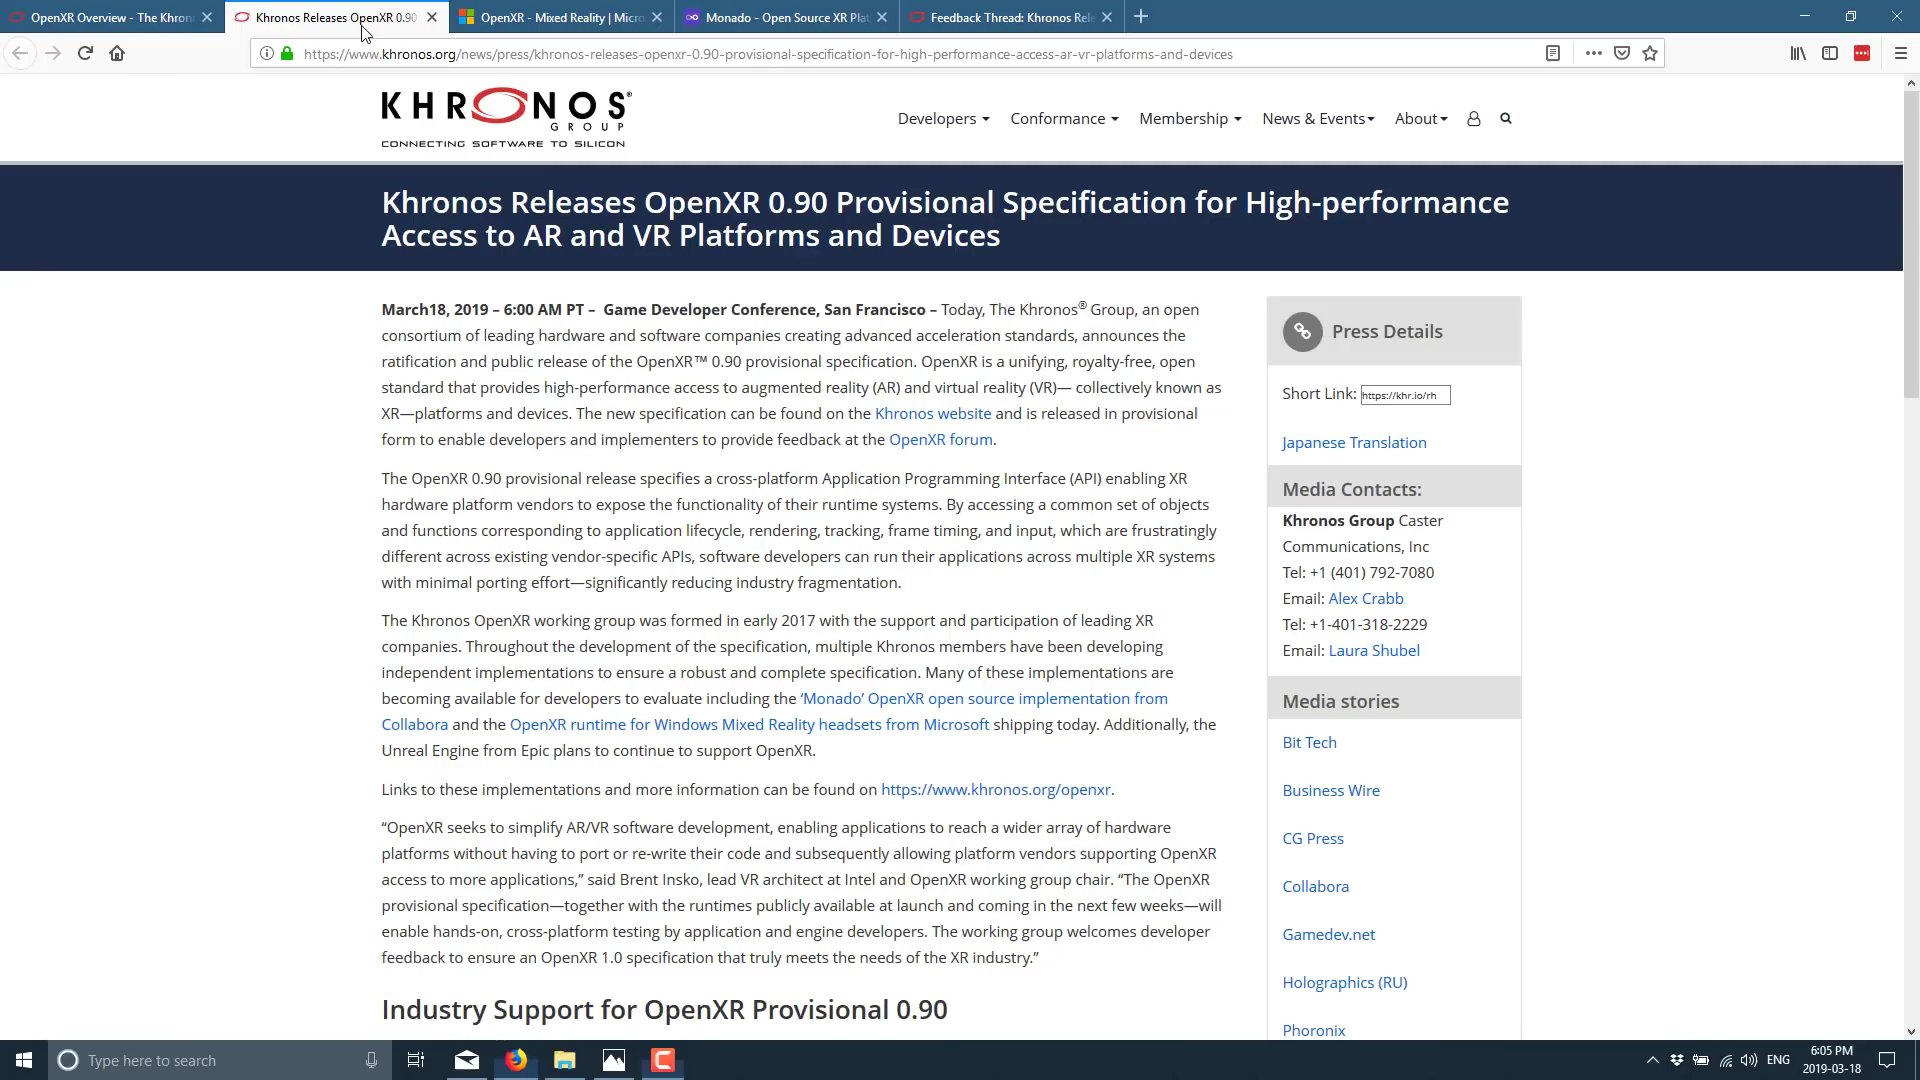 OpenXR Overview - The Khron
Khronos Releases OpenXR 0.90
OpenXR - Mixed Reality | Micro
Monado - Open Source XR Pla
Feedback Thread: Khronos Rele
https://www.khronos.org/news/press/khronos-releases-openxr-0.90-provisional-specification-for-high-performance-access-ar-vr-platforms-and-devices
KHRONOS®
GROUP
CONNECTING SOFTWARE TO SILICON
Developers
Conformance
Membership
News & Events
About
Khronos Releases OpenXR 0.90 Provisional Specification for High-performance
Access to AR and VR Platforms and Devices
March18, 2019 – 6:00 AM PT – Game Developer Conference, San Francisco – Today, The Khronos® Group, an open
consortium of leading hardware and software companies creating advanced acceleration standards, announces the
ratification and public release of the OpenXR™ 0.90 provisional specification. OpenXR is a unifying, royalty-free, open
standard that provides high-performance access to augmented reality (AR) and virtual reality (VR)— collectively known as
XR—platforms and devices. The new specification can be found on the Khronos website and is released in provisional
form to enable developers and implementers to provide feedback at the OpenXR forum.
The OpenXR 0.90 provisional release specifies a cross-platform Application Programming Interface (API) enabling XR
hardware platform vendors to expose the functionality of their runtime systems. By accessing a common set of objects
and functions corresponding to application lifecycle, rendering, tracking, frame timing, and input, which are frustratingly
different across existing vendor-specific APIs, software developers can run their applications across multiple XR systems
with minimal porting effort—significantly reducing industry fragmentation.
The Khronos OpenXR working group was formed in early 2017 with the support and participation of leading XR
companies. Throughout the development of the specification, multiple Khronos members have been developing
independent implementations to ensure a robust and complete specification. Many of these implementations are
becoming available for developers to evaluate including the ‘Monado’ OpenXR open source implementation from
Collabora and the OpenXR runtime for Windows Mixed Reality headsets from Microsoft shipping today. Additionally, the
Unreal Engine from Epic plans to continue to support OpenXR.
Links to these implementations and more information can be found on https://www.khronos.org/openxr.
“OpenXR seeks to simplify AR/VR software development, enabling applications to reach a wider array of hardware
platforms without having to port or re-write their code and subsequently allowing platform vendors supporting OpenXR
access to more applications,” said Brent Insko, lead VR architect at Intel and OpenXR working group chair. “The OpenXR
provisional specification—together with the runtimes publicly available at launch and coming in the next few weeks—will
enable hands-on, cross-platform testing by application and engine developers. The working group welcomes developer
feedback to ensure an OpenXR 1.0 specification that truly meets the needs of the XR industry.”
Industry Support for OpenXR Provisional 0.90
Press Details
Short Link: https://khr.io/rh
Japanese Translation
Media Contacts:
Khronos Group Caster
Communications, Inc
Tel: +1 (401) 792-7080
Email: Alex Crabb
Tel: +1-401-318-2229
Email: Laura Shubel
Media stories
Bit Tech
Business Wire
CG Press
Collabora
Gamedev.net
Holographics (RU)
Phoronix
Type here to search
ENG
6:05 PM
2019-03-18